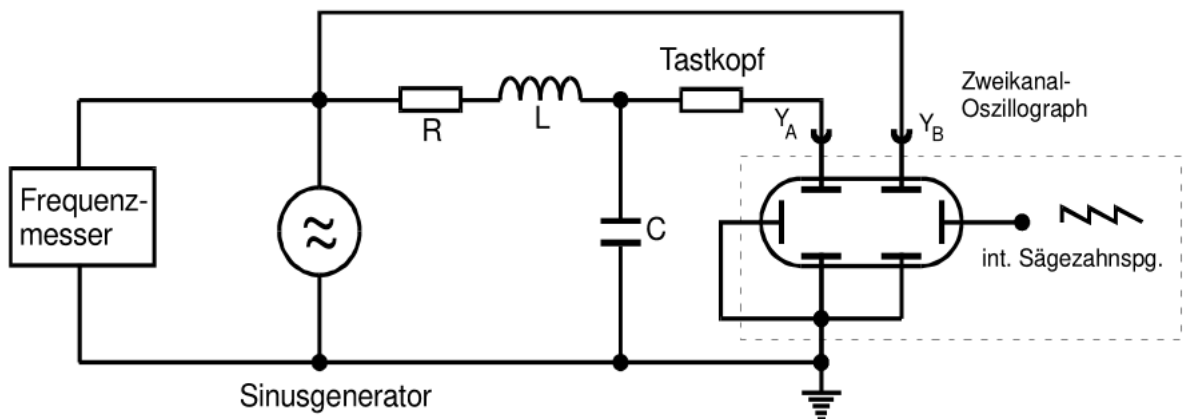 Tastkopf
Zweikanal-
Oszillograph
R
L
Y_A
Y_B
Frequenz-
messer
≈
C
int. Sägezahnspg.
Sinusgenerator